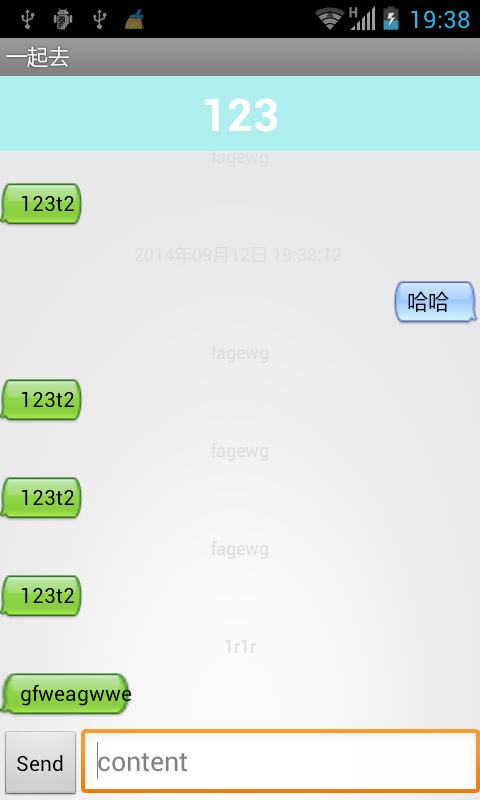 H 19:38
一起去
123
fagewg
123t2
2014年09月12日 19:38:12
哈哈
fagewg
123t2
fagewg
123t2
fagewg
123t2
1r1r
gfweagwwe
Send content